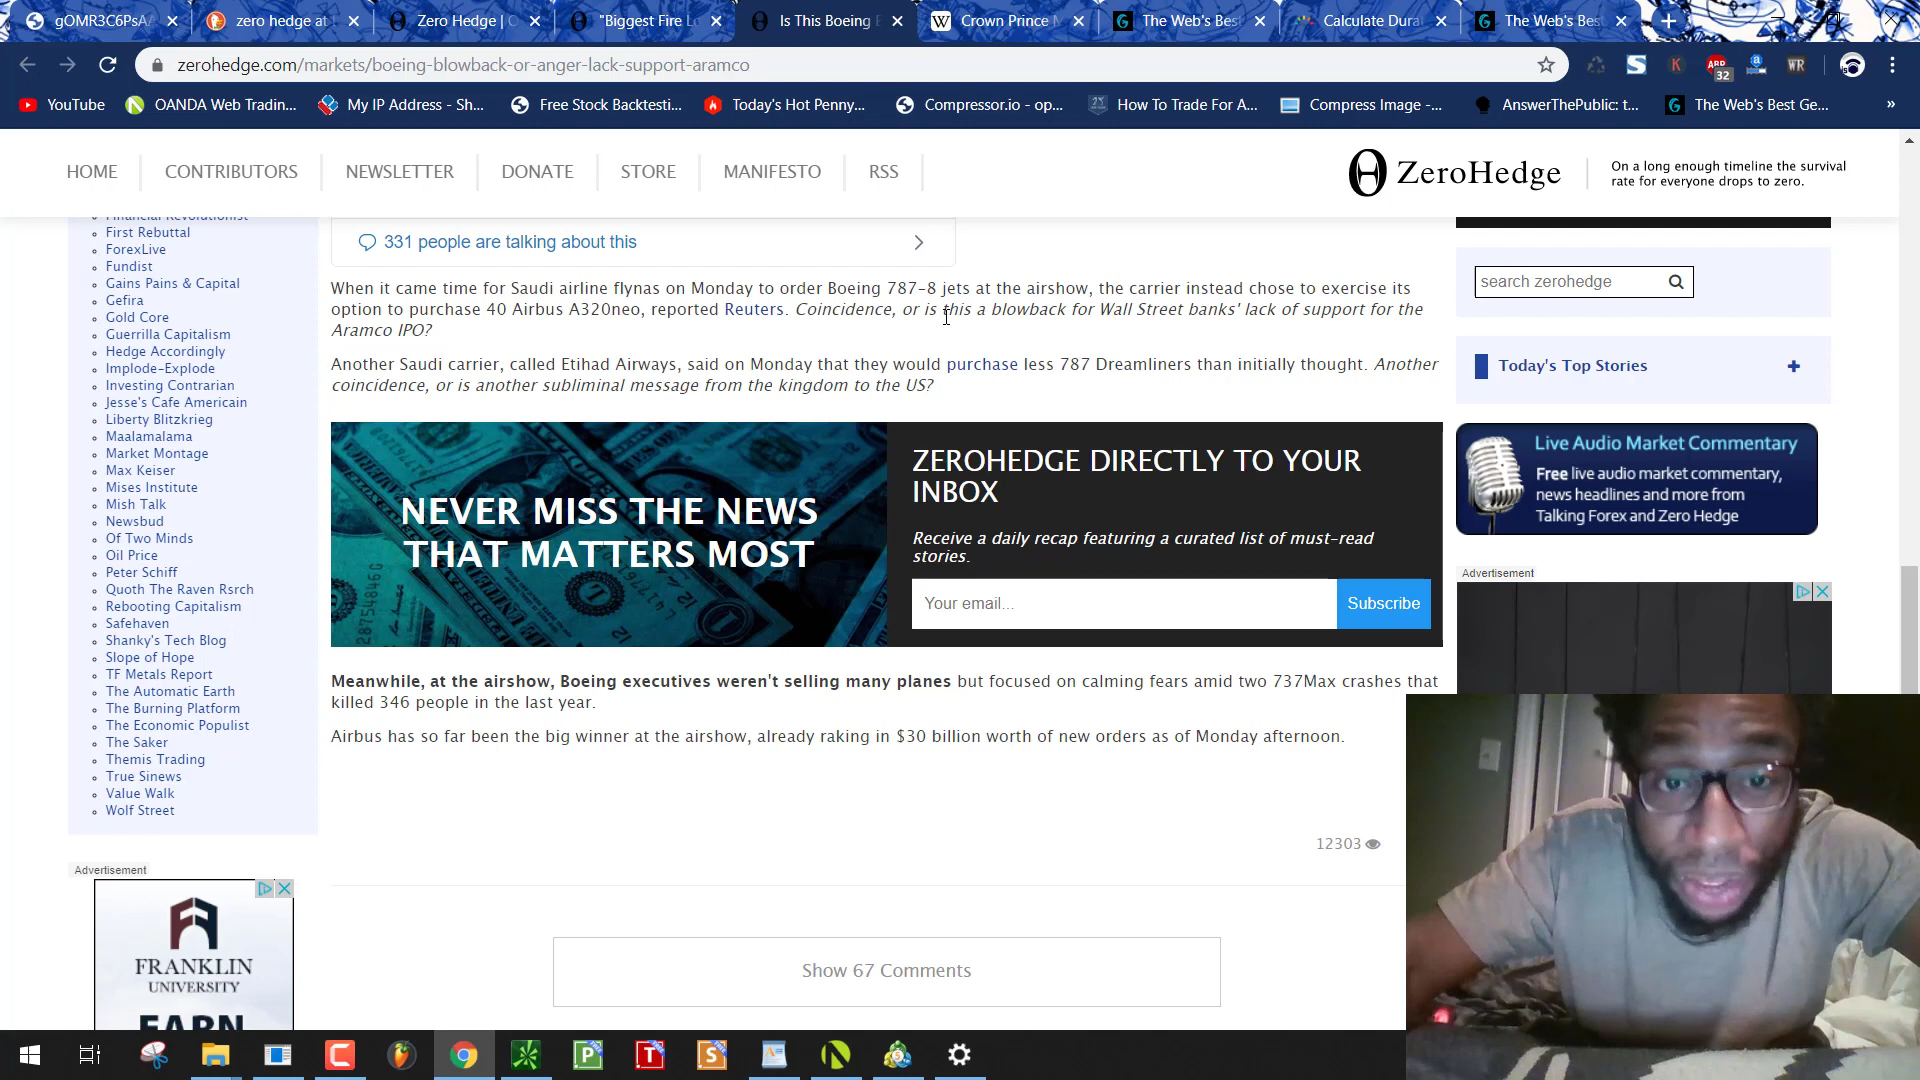 gOMR3C6PsA
zero hedge at
Zero Hedge | C
"Biggest Fire Lo
Is This Boeing B
Crown Prince M
The Web's Best
Calculate Durat
The Web's Best
zerohedge.com/markets/boeing-blowback-or-anger-lack-support-aramco
ABP
32
WR
YouTube
OANDA Web Tradin...
My IP Address - Sh...
Free Stock Backtesti...
Today's Hot Penny...
Compressor.io - op...
How To Trade For A...
Compress Image -...
AnswerThePublic: t...
The Web's Best Ge...
»
HOME
CONTRIBUTORS
NEWSLETTER
DONATE
STORE
MANIFESTO
RSS
ZeroHedge
On a long enough timeline the survival
rate for everyone drops to zero.
Financial Revolutionist
First Rebuttal
ForexLive
Fundist
Gains Pains & Capital
Gefira
Gold Core
Guerrilla Capitalism
Hedge Accordingly
Implode-Explode
Investing Contrarian
Jesse's Cafe Americain
Liberty Blitzkrieg
Maalamalama
Market Montage
Max Keiser
Mises Institute
Mish Talk
Newsbud
Of Two Minds
Oil Price
Peter Schiff
Quoth The Raven Rsrch
Rebooting Capitalism
Safehaven
Shanky's Tech Blog
Slope of Hope
TF Metals Report
The Automatic Earth
The Burning Platform
The Economic Populist
The Saker
Themis Trading
True Sinews
Value Walk
Wolf Street
Advertisement
FRANKLIN
UNIVERSITY
EARN
331 people are talking about this
When it came time for Saudi airline flynas on Monday to order Boeing 787-8 jets at the airshow, the carrier instead chose to exercise its
option to purchase 40 Airbus A320neo, reported Reuters. Coincidence, or is this a blowback for Wall Street banks' lack of support for the
Aramco IPO?
Another Saudi carrier, called Etihad Airways, said on Monday that they would purchase less 787 Dreamliners than initially thought. Another
coincidence, or is another subliminal message from the kingdom to the US?
NEVER MISS THE NEWS
THAT MATTERS MOST
ZEROHEDGE DIRECTLY TO YOUR
INBOX
Receive a daily recap featuring a curated list of must-read
stories.
Your email...
Subscribe
Meanwhile, at the airshow, Boeing executives weren't selling many planes but focused on calming fears amid two 737Max crashes that
killed 346 people in the last year.
Airbus has so far been the big winner at the airshow, already raking in $30 billion worth of new orders as of Monday afternoon.
12303
Show 67 Comments
search zerohedge
Today's Top Stories
Live Audio Market Commentary
Free live audio market commentary,
news headlines and more from
Talking Forex and Zero Hedge
Advertisement